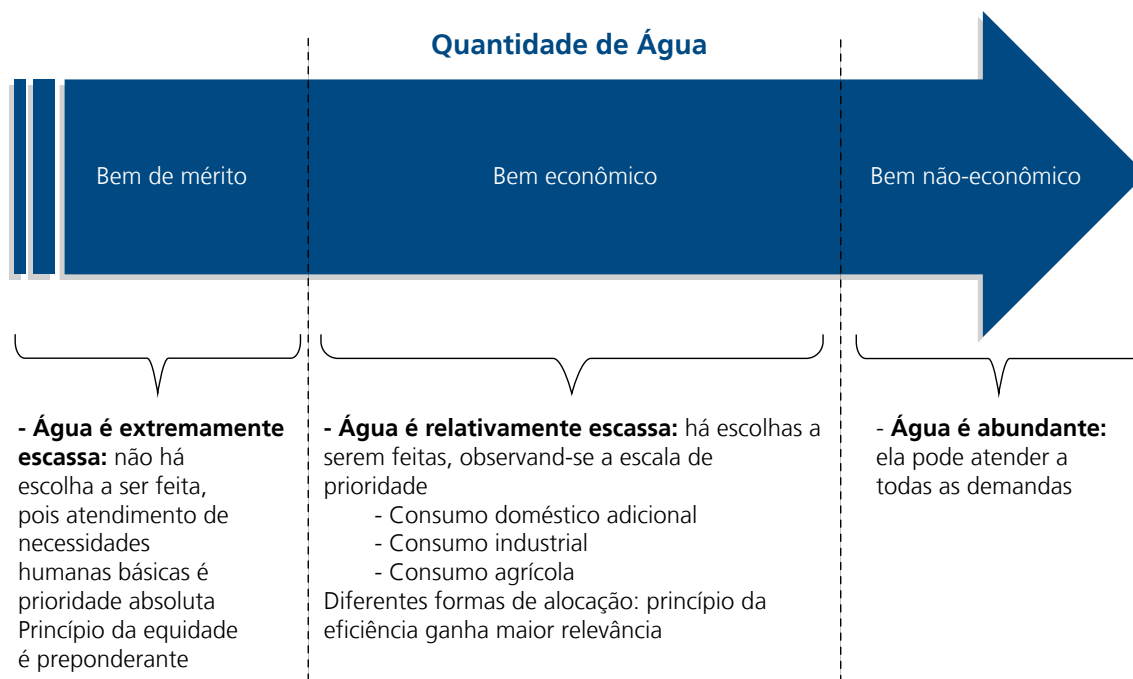 Quantidade de Água
Bem de mérito
Bem econômico
Bem não-econômico
- Água é extremamente
escassa: não há
escolha a ser feita,
pois atendimento de
necessidades
humanas básicas é
prioridade absoluta
Princípio da equidade
é preponderante
- Água é relativamente escassa: há escolhas a
serem feitas, observand-se a escala de
prioridade
- Consumo doméstico adicional
- Consumo industrial
- Consumo agrícola
Diferentes formas de alocação: princípio da
eficiência ganha maior relevância
- Água é abundante:
ela pode atender a
todas as demandas